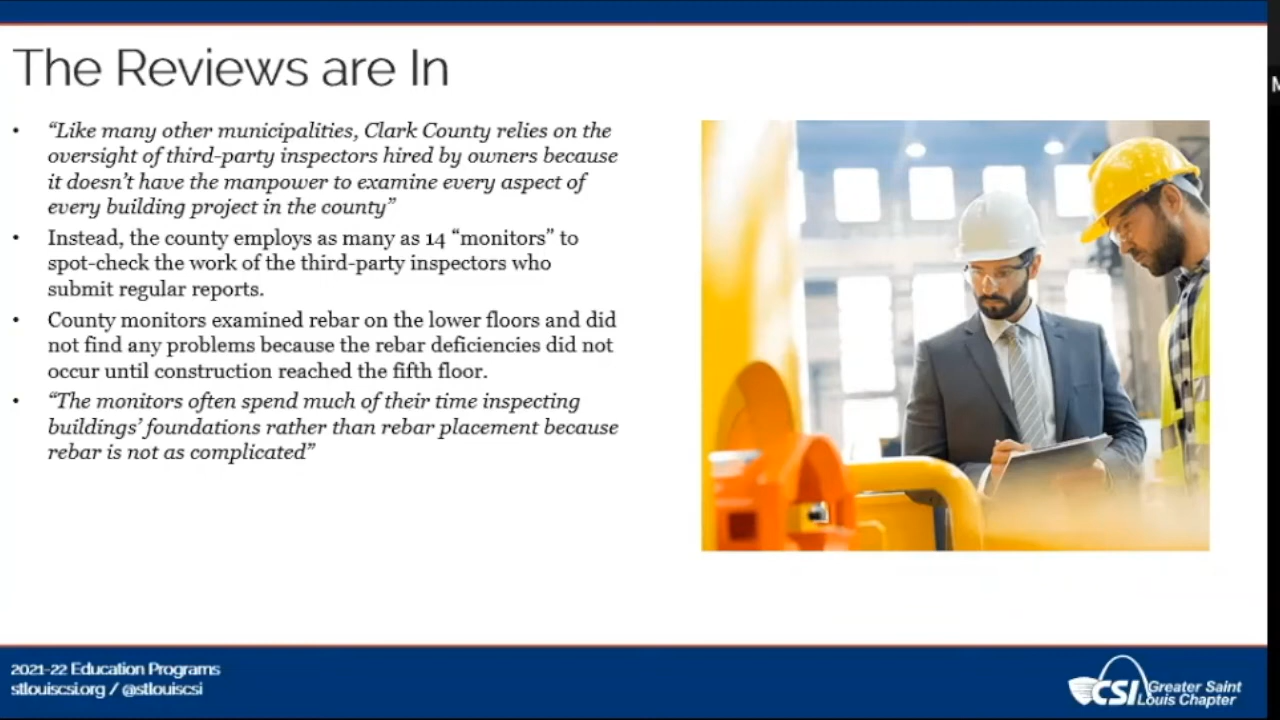 The Reviews are In
• “Like many other municipalities, Clark County relies on the
oversight of third-party inspectors hired by owners because
it doesn’t have the manpower to examine every aspect of
every building project in the county”
• Instead, the county employs as many as 14 “monitors” to
spot-check the work of the third-party inspectors who
submit regular reports.
• County monitors examined rebar on the lower floors and did
not find any problems because the rebar deficiencies did not
occur until construction reached the fifth floor.
• “The monitors often spend much of their time inspecting
buildings’ foundations rather than rebar placement because
rebar is not as complicated”
M
2021-22 Education Programs
stlouiscsi.org / @stlouiscsi
CSI Greater Saint
Louis Chapter